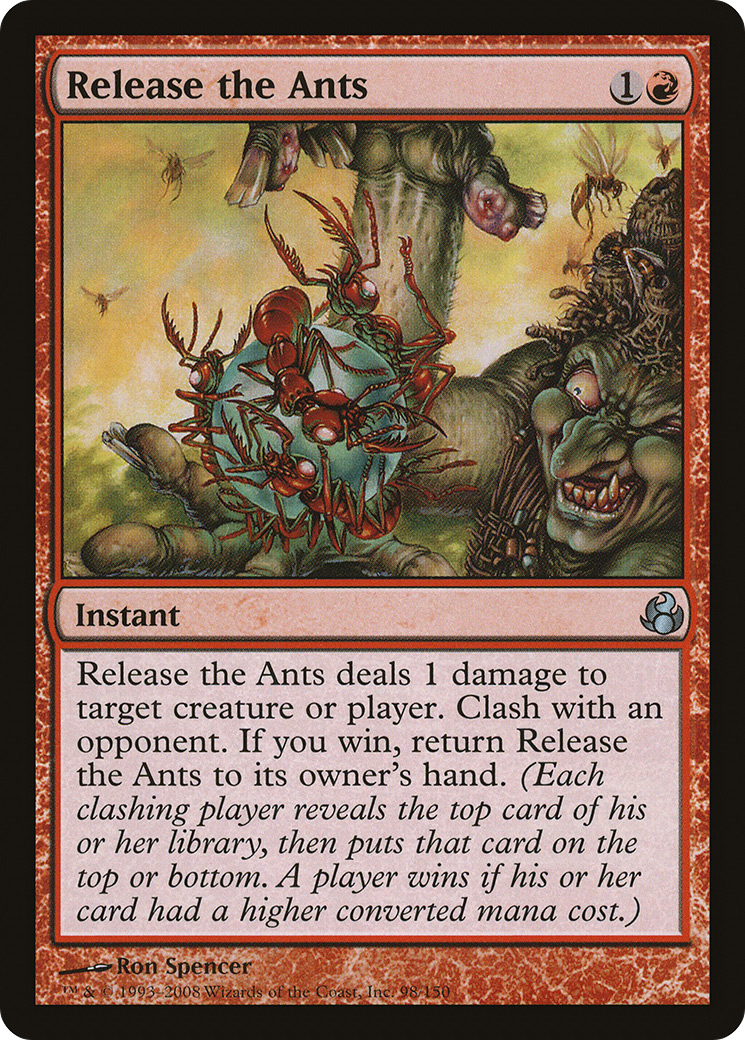 Release the Ants 1
Instant
Release the Ants deals 1 damage to
target creature or player. Clash with an
opponent. If you win, return Release
the Ants to its owner's hand. (Each
clashing player reveals the top card of his
or her library, then puts that card on the
top or bottom. A player wins if his or her
card had a higher converted mana cost.)
Ron Spencer
™ & © 1993–2008 Wizards of the Coast, Inc. 98/150